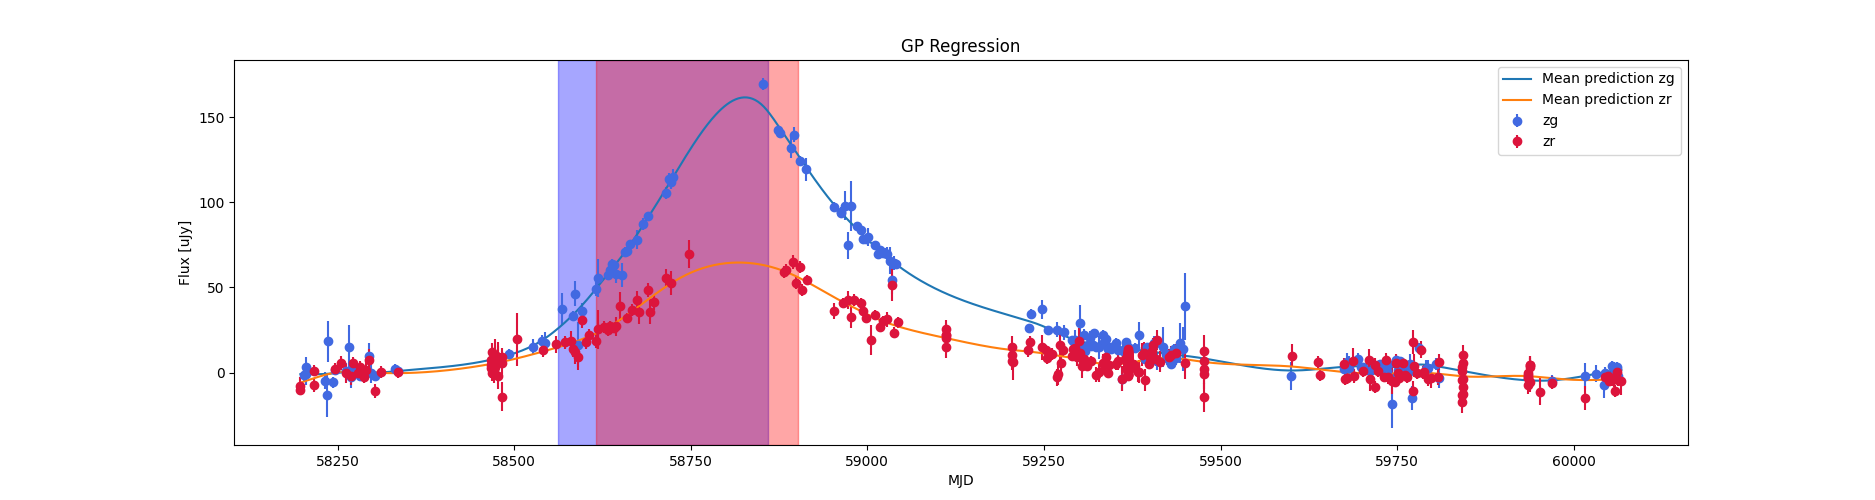 GP Regression
Mean prediction zg
Mean prediction zr
zg
zr
Flux [uJy]
150
100
50
0
58250
58500
58750
59000
59250
59500
59750
60000
MJD